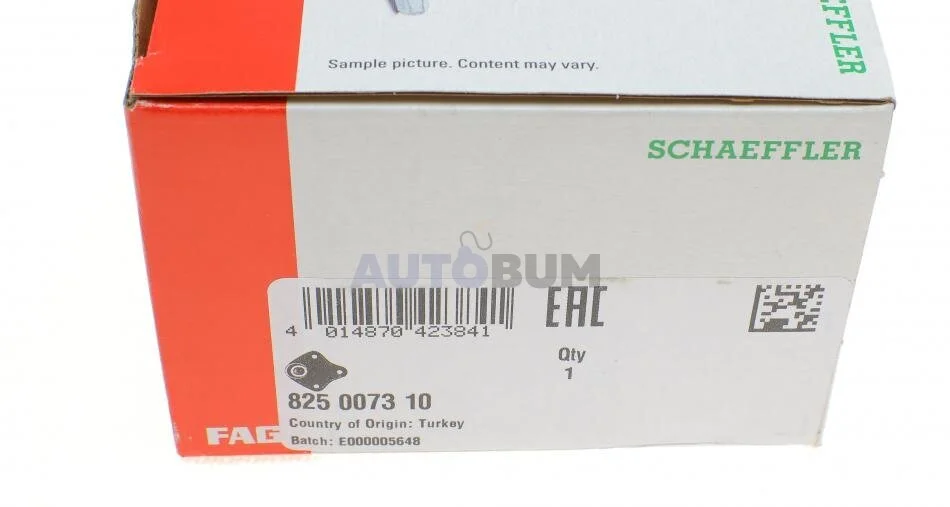 Sample picture. Content may vary.
SCHAEFFLER
AUTOBUM
4 014870 423841
EAC
Qty
1
825 0073 10
Country of Origin: Turkey
FAG
Batch: E000005648